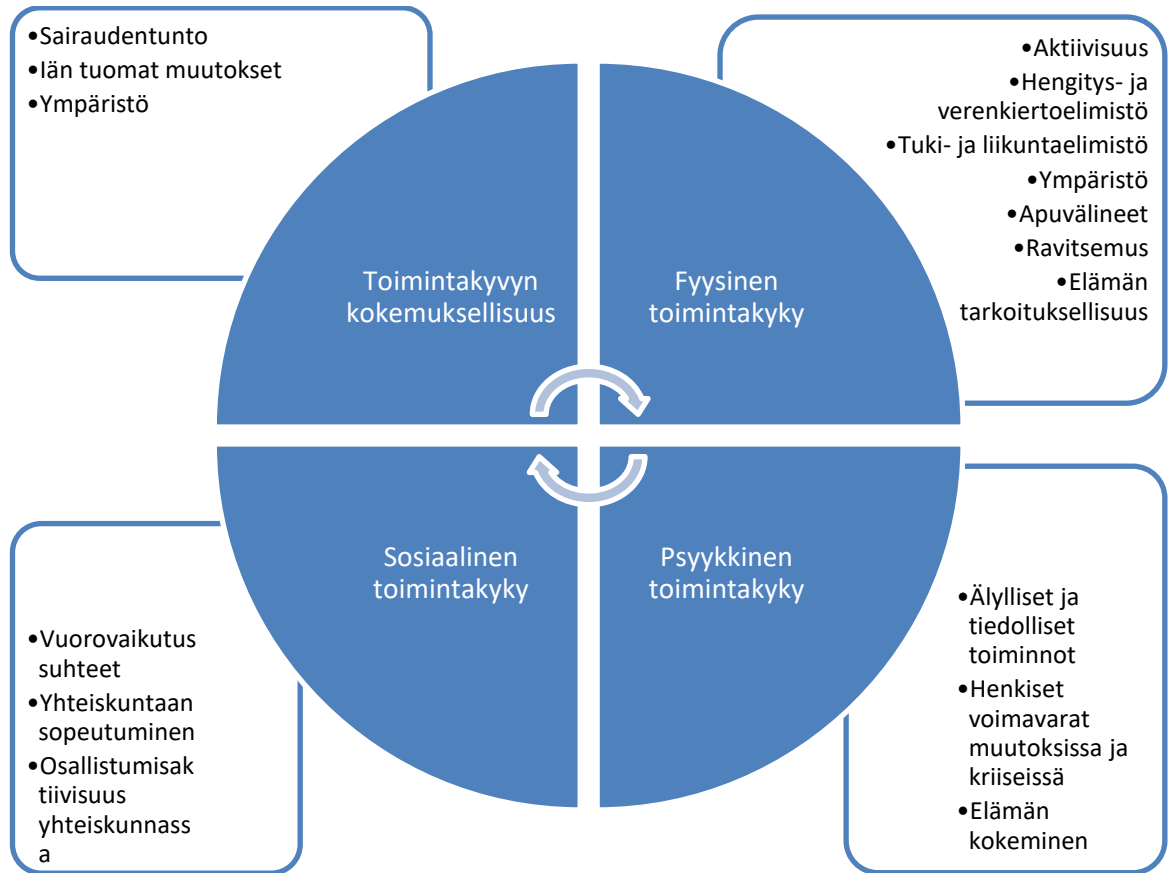 •Sairaudentunto
•Iän tuomat muutokset
•Ympäristö
•Aktiivisuus
•Hengitys- ja
verenkiertoelimistö
•Tuki- ja liikuntaelimistö
•Ympäristö
•Apuvälineet
•Ravitsemus
•Elämän
tarkoituksellisuus
Toimintakyvyn
kokemuksellisuus
Fyysinen
toimintakyky
Sosiaalinen
toimintakyky
Psyykkinen
toimintakyky
•Vuorovaikutus
suhteet
•Yhteiskuntaan
sopeutuminen
•Osallistumisak
tiivisuus
yhteiskunnass
a
•Älylliset ja
tiedolliset
toiminnot
•Henkiset
voimavarat
muutoksissa ja
kriiseissä
•Elämän
kokeminen